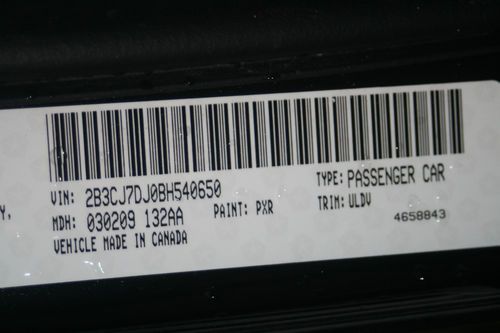 VIN: 2B3CJ7DJ0BH540650
TYPE: PASSENGER CAR
Y,
MDH: 030209 132AA
PAINT: PXR
TRIM: ULDV
VEHICLE MADE IN CANADA
4658843